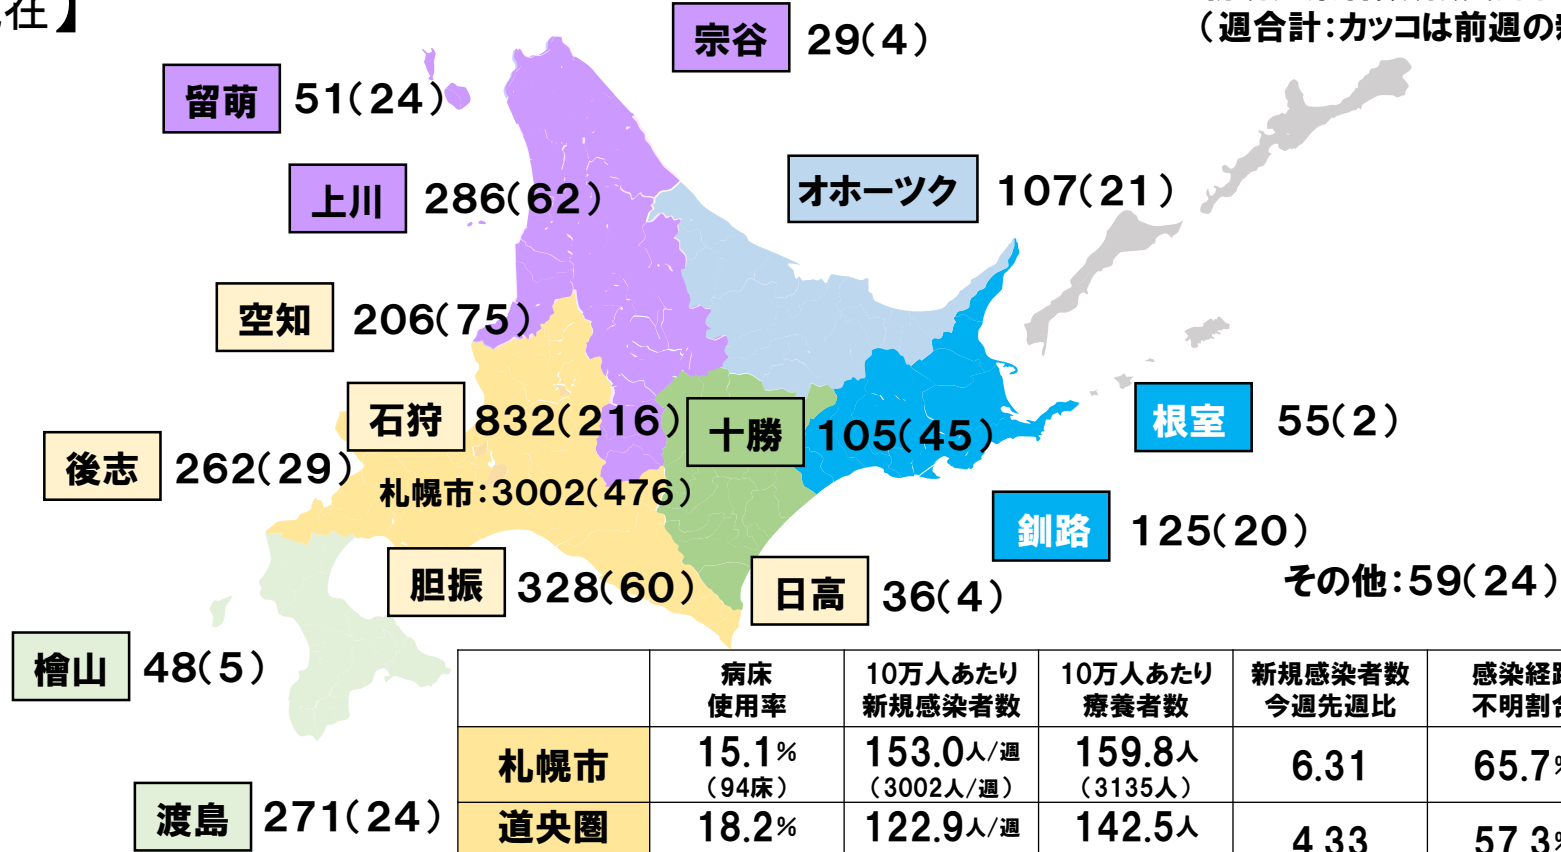 在】
（週合計：カッコは前週の
宗谷 29(4)
留萌 51(24)
上川 286(62)
オホーツク 107(21)
空知 206(75)
石狩 832(216)
十勝 105(45)
根室 55(2)
後志 262(29)
札幌市：3002(476)
釧路 125(20)
胆振 328(60)
日高 36(4)
その他：59(24)
檜山 48(5)
渡島 271(24)
病床 10万人あたり 10万人あたり 新規感染者数 感染経
使用率 新規感染者数 療養者数 今週先週比 不明割
札幌市 15.1% 153.0人/週 159.8人 6.31 65.7%
（94床） （3002人/週） （3135人）
道央圏 18.2% 122.9人/週 142.5人 4.33 57.3%